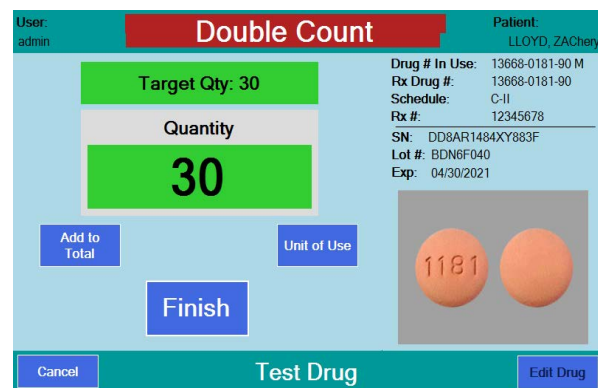 User:
admin
Double Count
Patient:
LLOYD, ZAChery
Target Qty: 30
Quantity
30
Add to
Total
Unit of Use
Finish
Drug # In Use: 13668-0181-90 M
Rx Drug #: 13668-0181-90
Schedule: C-II
Rx #: 12345678
SN: DD8AR1484XY883F
Lot #: BDN6F040
Exp: 04/30/2021
1181
Cancel
Test Drug
Edit Drug